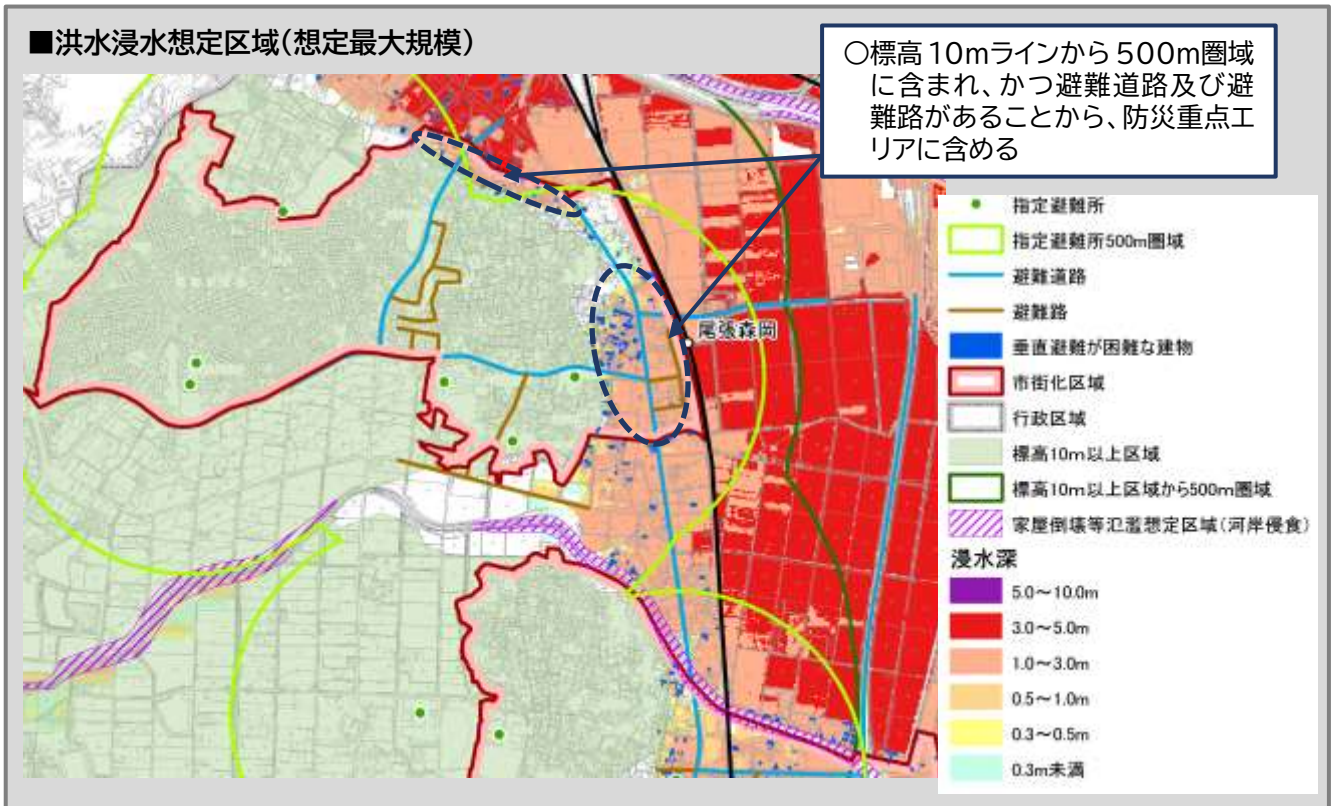 ■洪水浸水想定区域(想定最大規模)
○標高10mラインから500m圏域
に含まれ、かつ避難道路及び避
難路があることから、防災重点エ
リアに含める
尾張森岡
指定避難所
指定避難所500m圏域
避難道路
避難路
垂直避難が困難な建物
市街化区域
行政区域
標高10m以上区域
標高10m以上区域から500m圏域
家屋倒壊等氾濫想定区域(河岸侵食)
浸水深
5.0～10.0m
3.0～5.0m
1.0～3.0m
0.5～1.0m
0.3～0.5m
0.3m未満